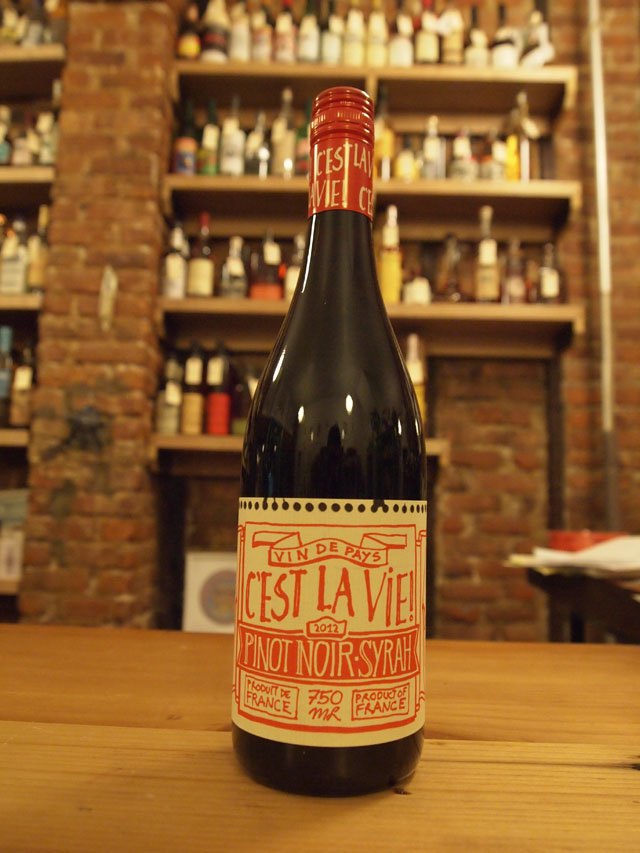 C'EST LA V
VIE! C'E
VIN DE PAYS
C'EST LA VIE!
2012
PINOT NOIR·SYRAH
PRODUIT DE
FRANCE
750
ML
PRODUCT OF
FRANCE